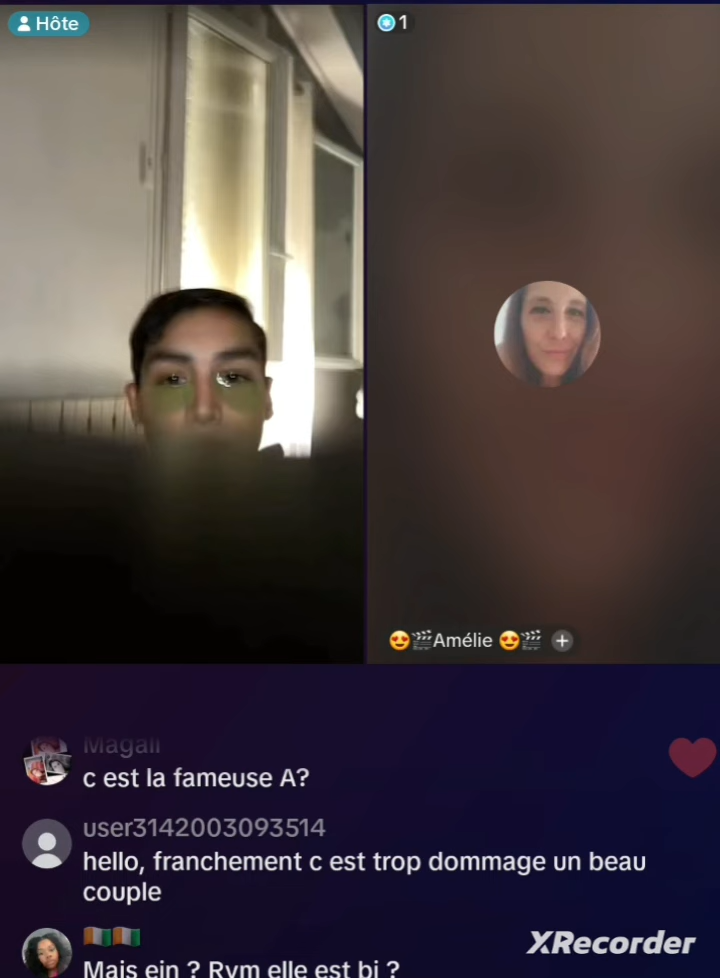 Hôte
1
😍🎬Amélie 😍🎬 +
Magali
c est la fameuse A?
user3142003093514
hello, franchement c est trop dommage un beau
couple
🇨🇮🇨🇮
Mais ein ? Rym elle est bi ?
XRecorder